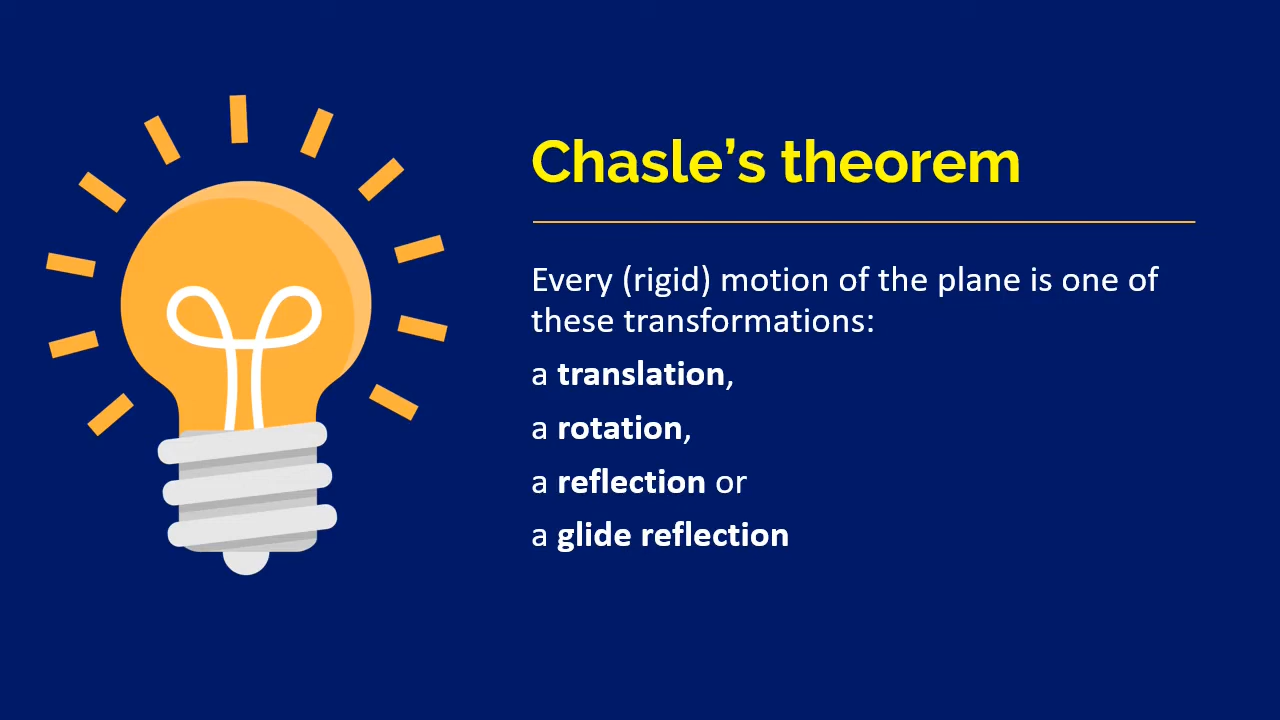 Chasle’s theorem
Every (rigid) motion of the plane is one of
these transformations:
a translation,
a rotation,
a reflection or
a glide reflection